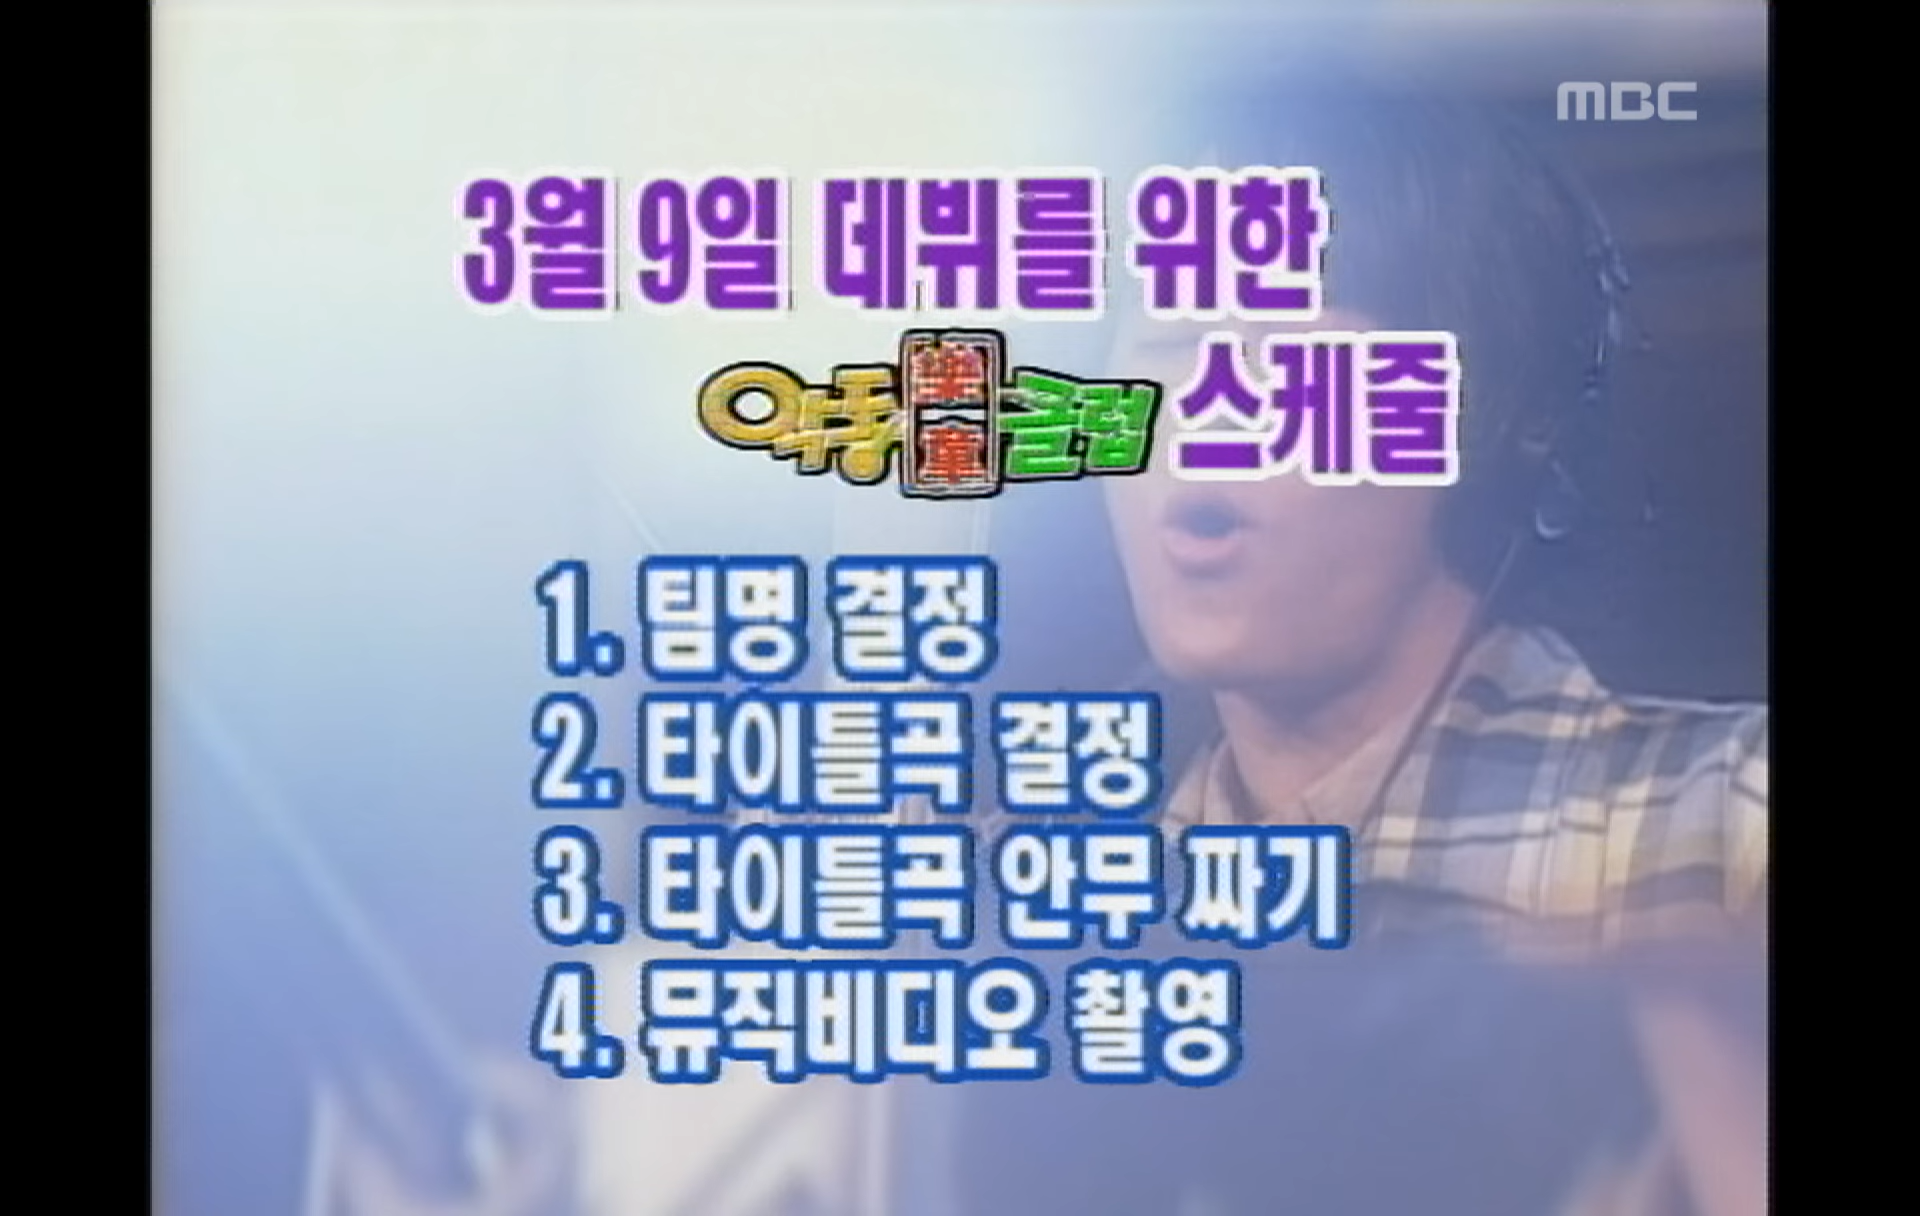 MBC
3월 9일 데뷔를 위한
악동클럽 스케줄
1. 팀명 결정
2. 타이틀곡 결정
3. 타이틀곡 안무 짜기
4. 뮤직비디오 촬영